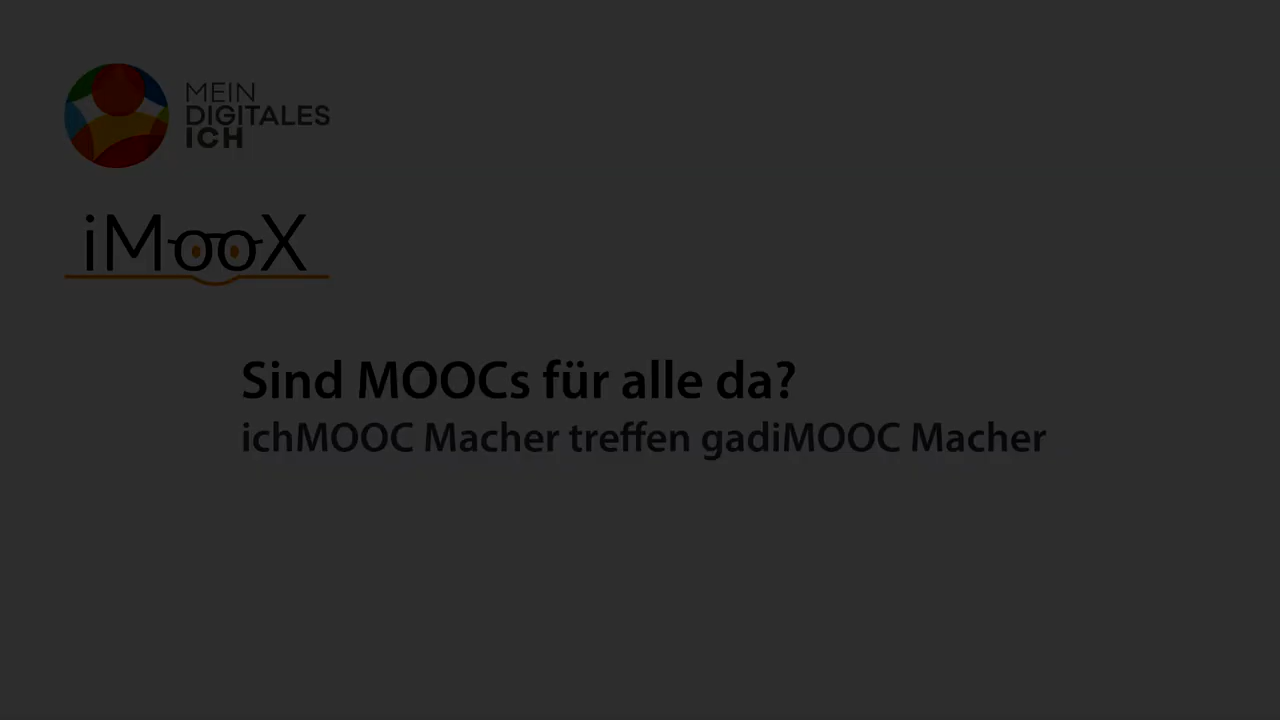 MEIN
DIGITALES
ICH
iMooX
Sind MOOCs für alle da?
ichMOOC Macher treffen gadiMOOC Macher